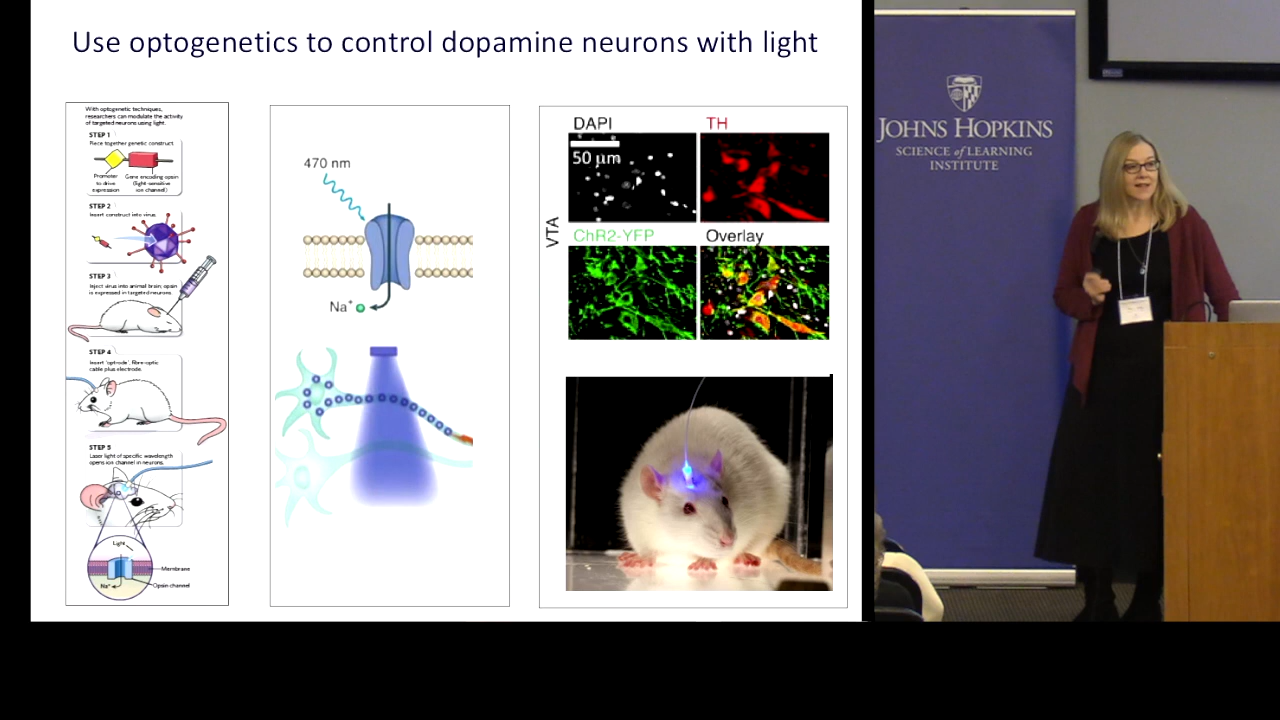 Use optogenetics to control dopamine neurons with light
With optogenetic techniques,
researchers can modulate the activity
of targeted neurons using light.
STEP 1
Piece together genetic construct.
Promoter
to drive
expression
Gene encoding opsin
(light-sensitive
ion channel)
STEP 2
Insert construct into virus
STEP 3
Inject virus into animal brain; opsin
is expressed in targeted neurons.
STEP 4
Insert 'optrode', fibre-optic
cable plus electrode.
STEP 5
Laser light of specific wavelength
opens ion channel in neurons.
Light
Membrane
Na⁺
Opsin channel
470 nm
Na⁺
DAPI
TH
50 µm
VTA
ChR2-YFP
Overlay
JOHNS HOPKINS
SCIENCE of LEARNING
INSTITUTE